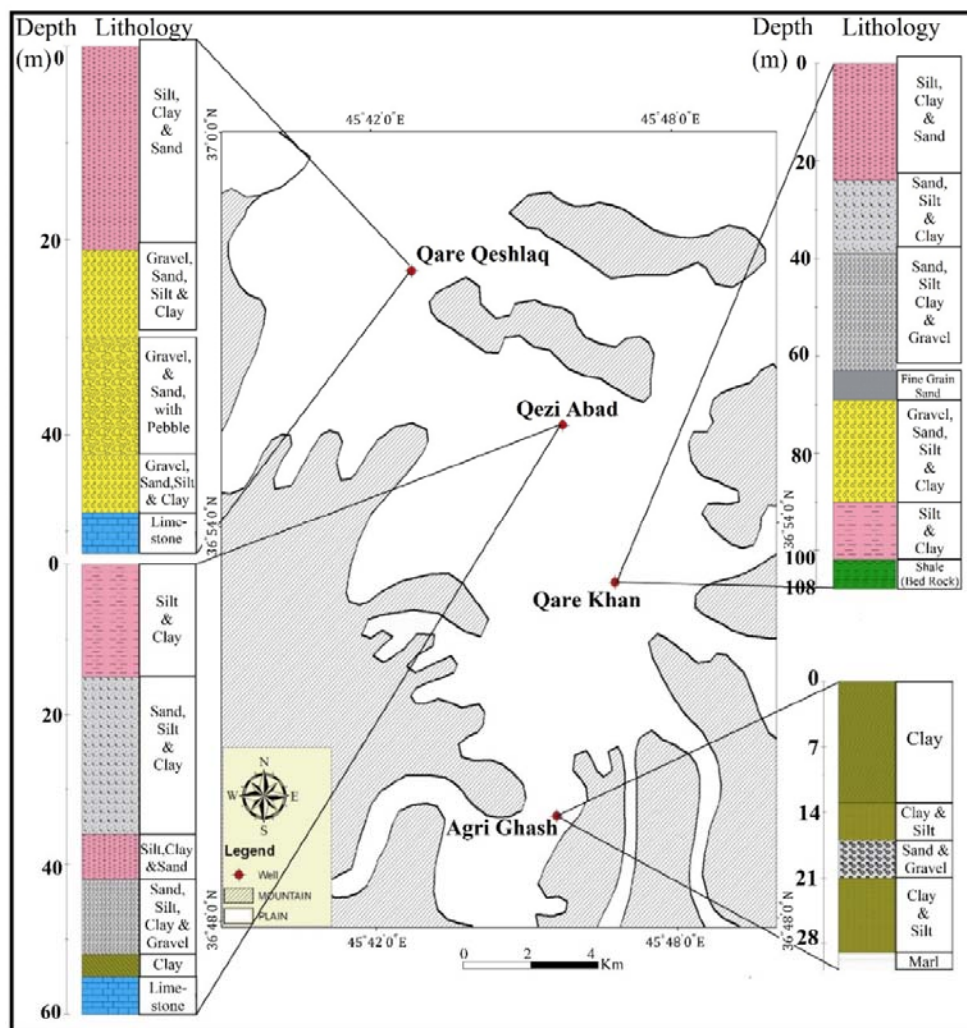 Depth Lithology
(m)
0
20
40
Silt,
Clay
&
Sand
Gravel,
Sand,
Silt &
Clay
Gravel,
&
Sand,
with
Pebble
Gravel,
Sand,Silt
& Clay
Lime-
stone
0
20
40
60
Silt
&
Clay
Sand,
Silt
&
Clay
Silt,Clay
&Sand
Sand,
Silt,
Clay &
Gravel
Clay
Lime-
stone
45°42'0"E
45°48'0"E
37°0'0"N
36°54'0"N
36°48'0"N
36°54'0"N
36°48'0"N
45°42'0"E
45°48'0"E
Qare Qeshlaq
Qezi Abad
Qare Khan
Agri Ghash
N
W E
S
Legend
Well
MOUNTAIN
PLAIN
0 2 4
Km
Depth Lithology
(m)
0
20
40
60
80
100
108
Silt,
Clay
&
Sand
Sand,
Silt
&
Clay
Sand,
Silt
Clay
&
Gravel
Fine Grain
Sand
Gravel,
Sand,
Silt
&
Clay
Silt
&
Clay
Shale
(Bed Rock)
0
7
14
21
28
Clay
Clay
& Silt
Sand &
Gravel
Clay
&
Silt
Marl